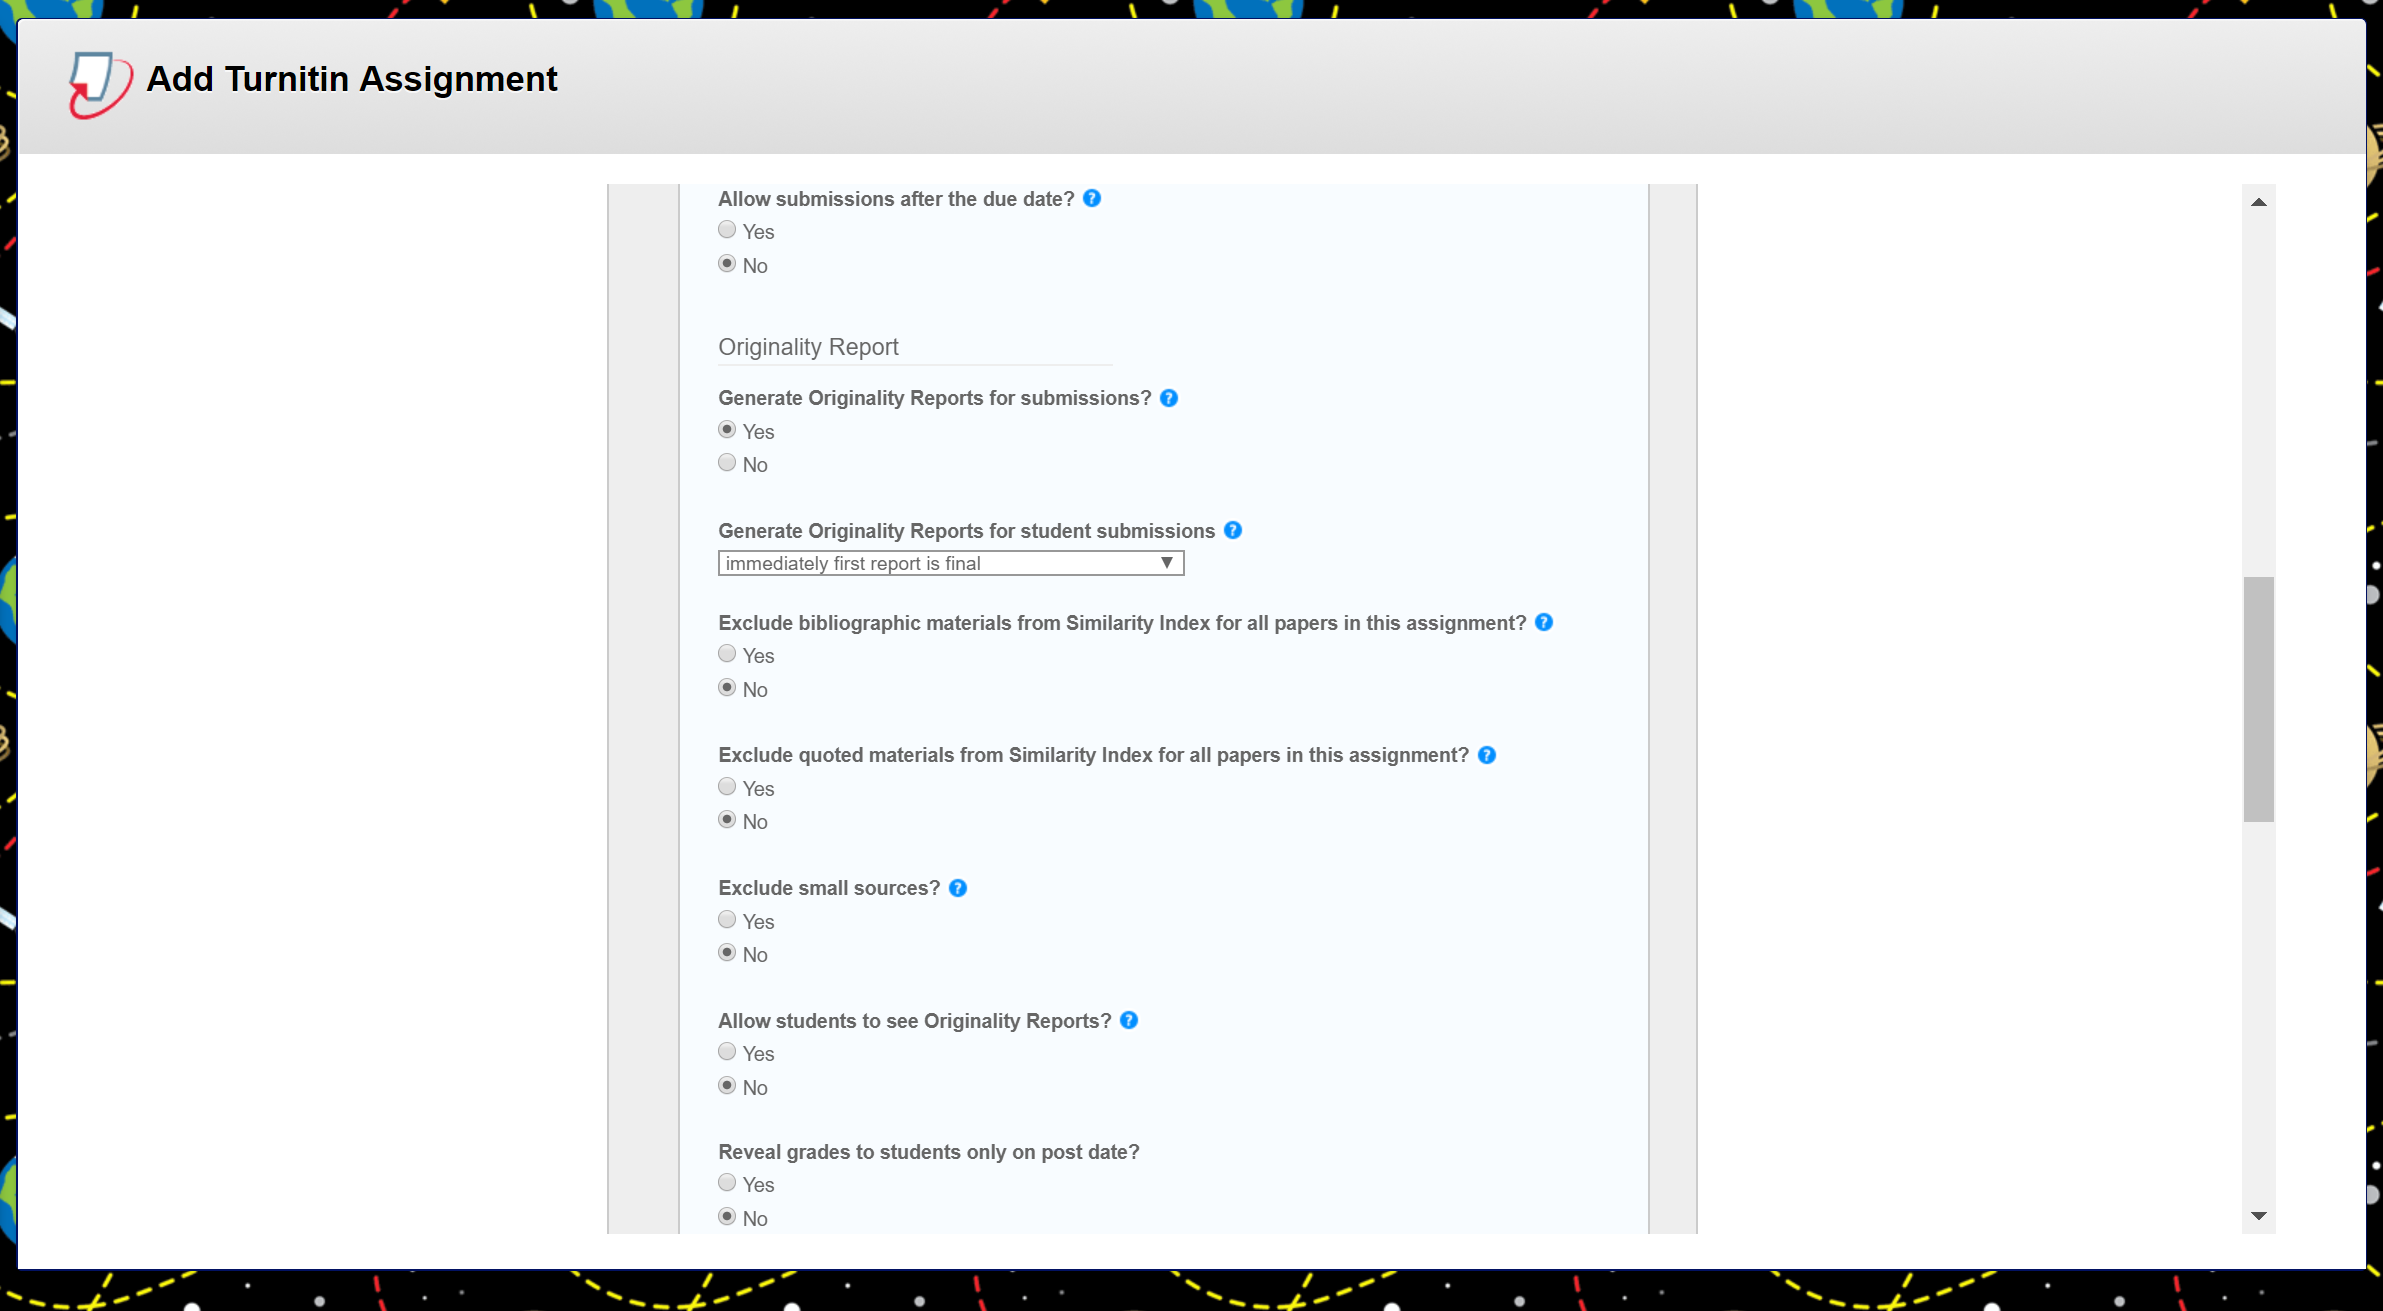 Add Turnitin Assignment
Allow submissions after the due date? ?
Yes
No
Originality Report
Generate Originality Reports for submissions? ?
Yes
No
Generate Originality Reports for student submissions ?
immediately first report is final
Exclude bibliographic materials from Similarity Index for all papers in this assignment? ?
Yes
No
Exclude quoted materials from Similarity Index for all papers in this assignment? ?
Yes
No
Exclude small sources? ?
Yes
No
Allow students to see Originality Reports? ?
Yes
No
Reveal grades to students only on post date?
Yes
No